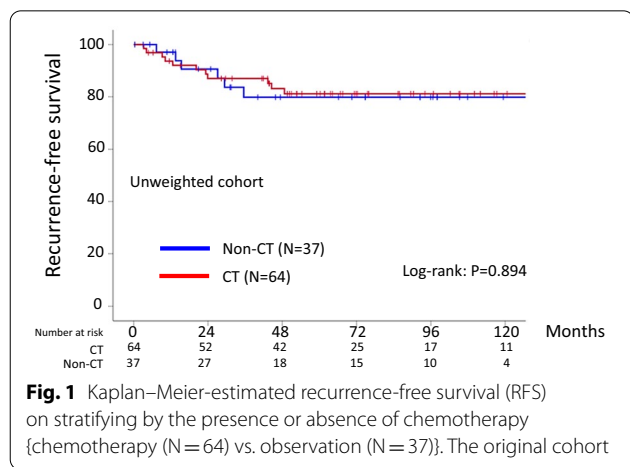 Recurrence-free survival
100
80
60
40
20
0
Unweighted cohort
Non-CT (N=37)
CT (N=64)
Log-rank: P=0.894
0 24 48 72 96 120 Months
Number at risk
CT 64 52 42 25 17 11
Non-CT 37 27 18 15 10 4
Fig. 1 Kaplan–Meier-estimated recurrence-free survival (RFS)
on stratifying by the presence or absence of chemotherapy
{chemotherapy (N = 64) vs. observation (N = 37)}. The original cohort